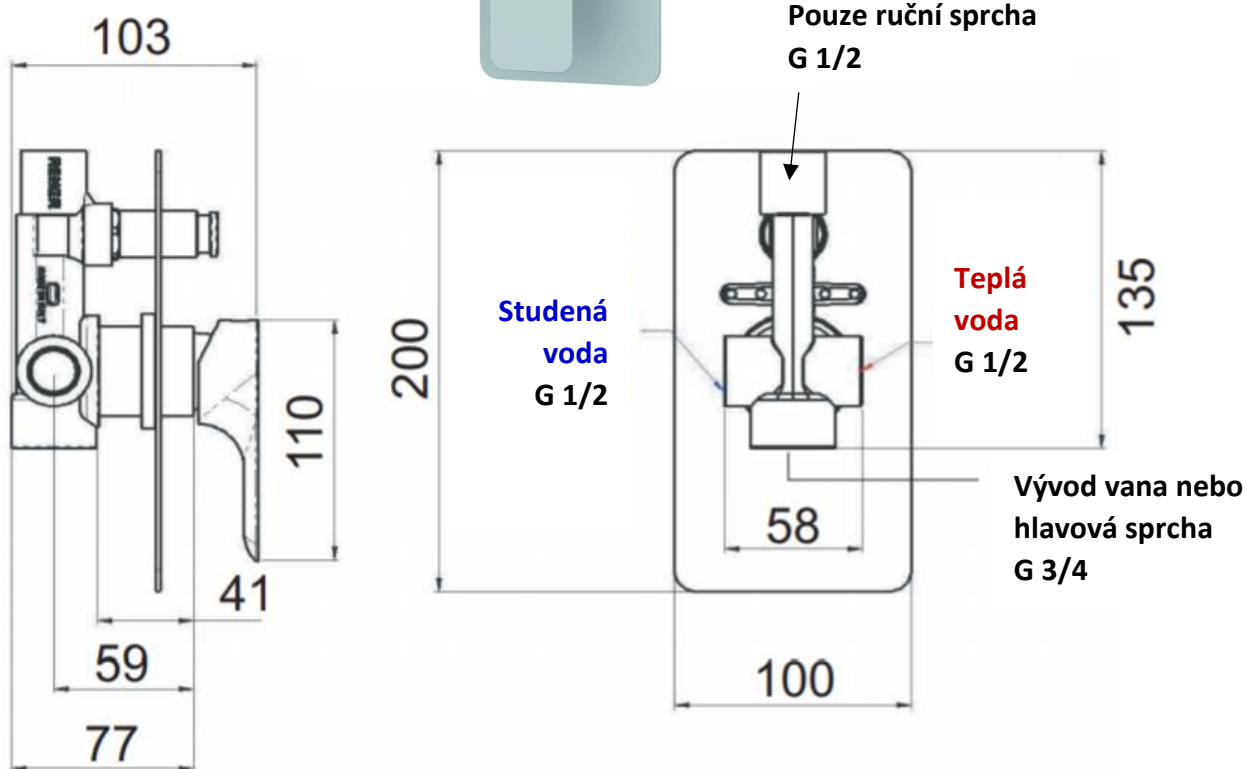 103
Pouze ruční sprcha
G 1/2
REMER
200
Studená
voda
G 1/2
Teplá
voda
G 1/2
135
110
58
Vývod vana nebo
hlavová sprcha
G 3/4
41
59
100
77